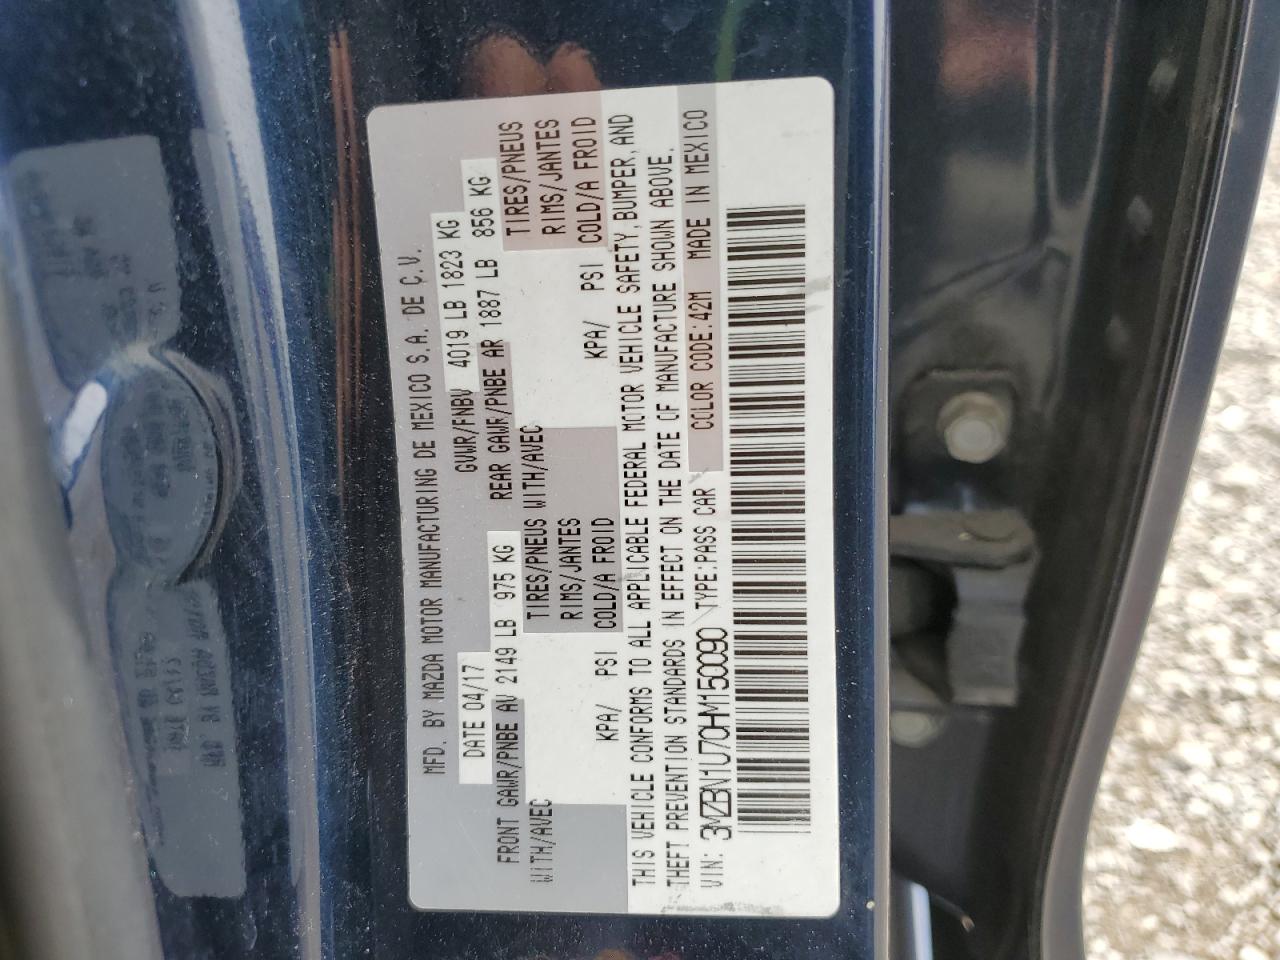 MFD. BY MAZDA MOTOR MANUFACTURING DE MEXICO S.A. DE C.V.
DATE 04/17 GVWR/PNBV 4019 LB 1823 KG
FRONT GAWR/PNBE AV 2149 LB 975 KG REAR GAWR/PNBE AR 1887 LB 856 KG
WITH/AVEC TIRES/PNEUS WITH/AVEC TIRES/PNEUS
RIMS/JANTES RIMS/JANTES
KPA/ PSI COLD/A FROID KPA/ PSI COLD/A FROID
THIS VEHICLE CONFORMS TO ALL APPLICABLE FEDERAL MOTOR VEHICLE SAFETY, BUMPER, AND
THEFT PREVENTION STANDARDS IN EFFECT ON THE DATE OF MANUFACTURE SHOWN ABOVE.
VIN: 3MZBN1U70HM150090 TYPE:PASS CAR COLOR CODE:42M MADE IN MEXICO